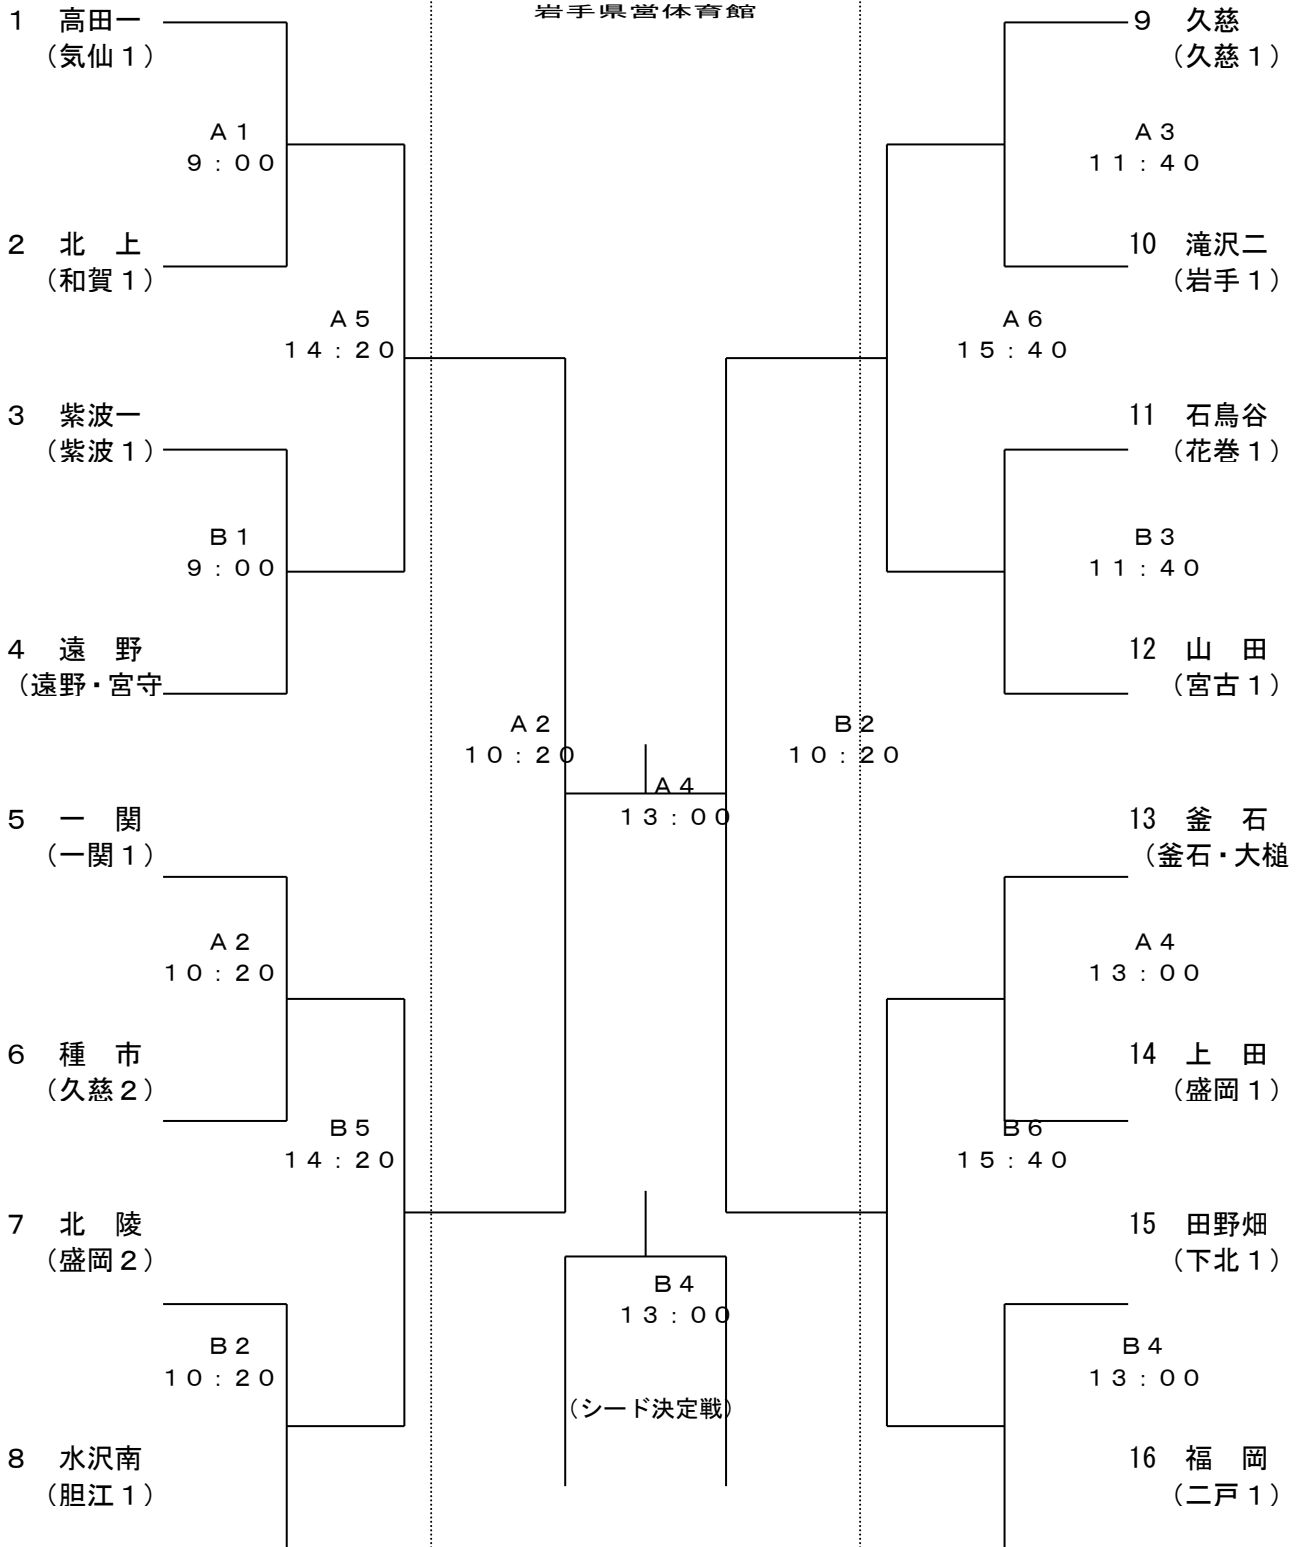 岩手県営体育館
1 高田一
(気仙１)
Ａ１
９：００
2 北　上
(和賀１)
Ａ５
１４：２０
3 紫波一
(紫波１)
Ｂ１
９：００
4 遠　野
(遠野・宮守
Ａ２
１０：２０
5 一　関
(一関１)
Ａ２
１０：２０
6 種　市
(久慈２)
Ｂ５
１４：２０
7 北　陵
(盛岡２)
Ｂ２
１０：２０
8 水沢南
(胆江１)
Ａ４
１３：００
Ｂ４
１３：００
(シード決定戦)
9 久慈
(久慈１)
Ａ３
１１：４０
10 滝沢二
(岩手１)
Ａ６
１５：４０
11 石鳥谷
(花巻１)
Ｂ３
１１：４０
12 山　田
(宮古１)
Ｂ２
１０：２０
13 釜　石
(釜石・大槌
Ａ４
１３：００
14 上　田
(盛岡１)
Ｂ６
１５：４０
15 田野畑
(下北１)
Ｂ４
１３：００
16 福　岡
(二戸１)